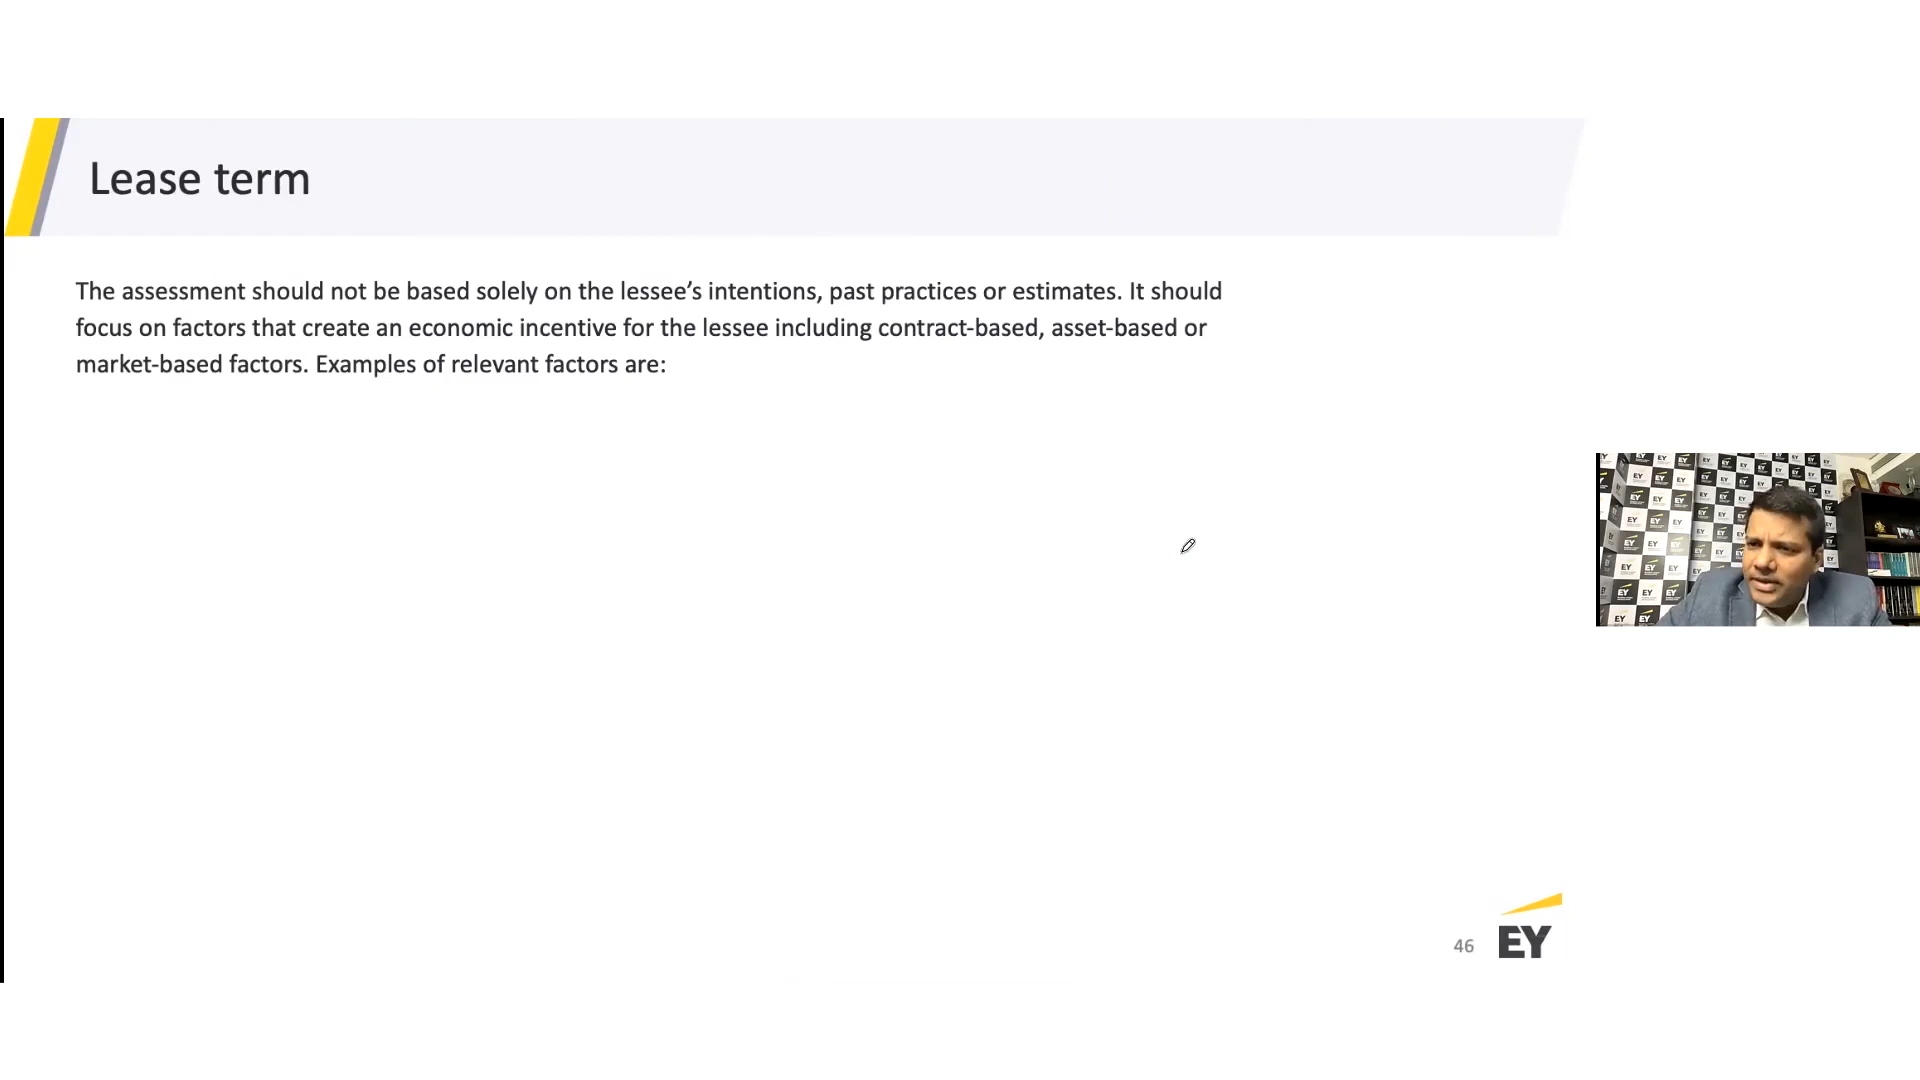 Lease term
The assessment should not be based solely on the lessee’s intentions, past practices or estimates. It should
focus on factors that create an economic incentive for the lessee including contract-based, asset-based or
market-based factors. Examples of relevant factors are:
46
EY